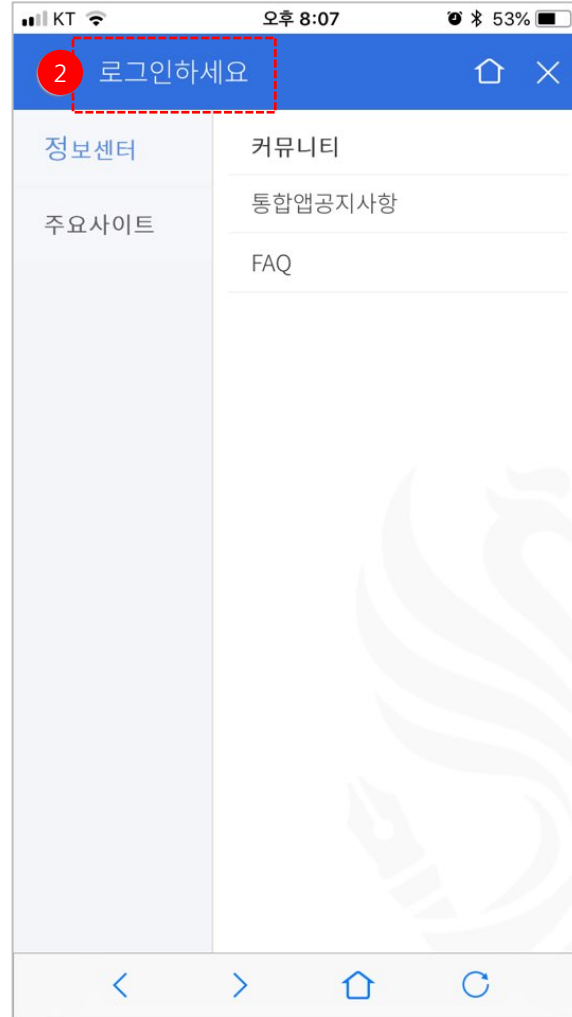 KT 오후 8:07 53%
2 로그인하세요
정보센터
주요사이트
커뮤니티
통합앱공지사항
FAQ